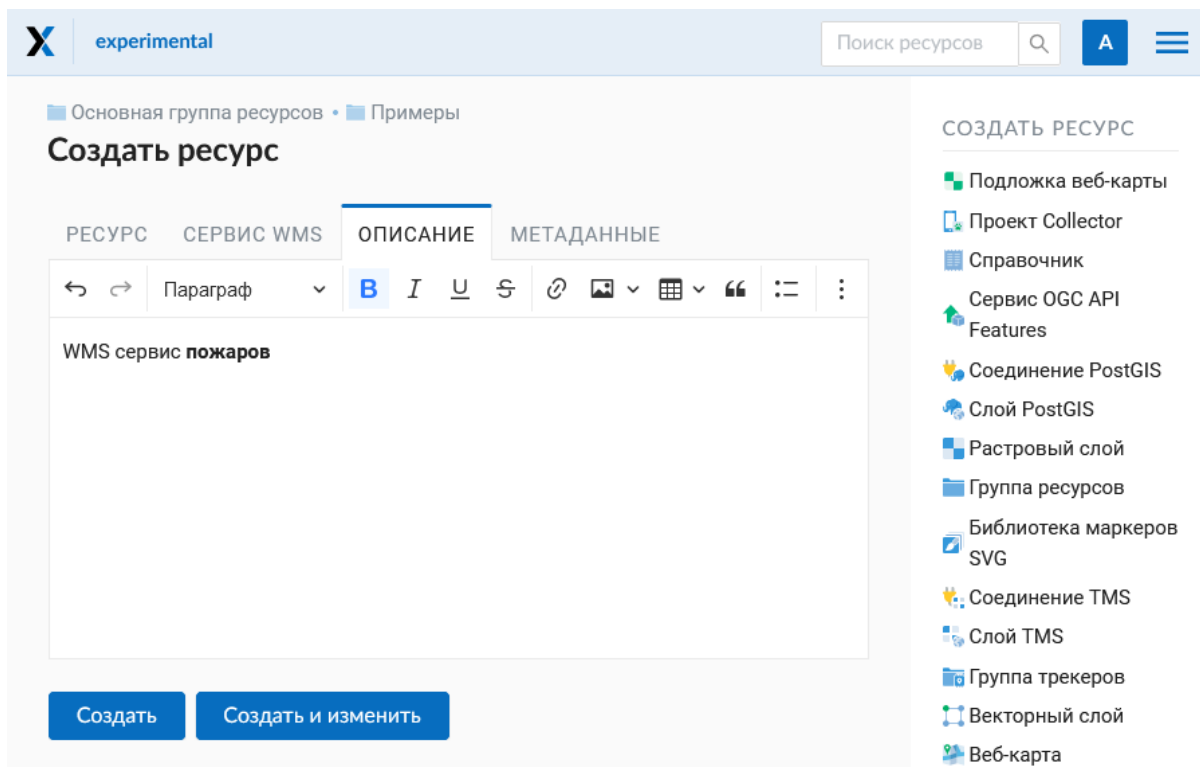 experimental
Поиск ресурсов
A
Основная группа ресурсов • Примеры
Создать ресурс
РЕСУРС СЕРВИС WMS ОПИСАНИЕ МЕТАДАННЫЕ
Параграф B I U S
WMS сервис пожаров
Создать Создать и изменить
СОЗДАТЬ РЕСУРС
Подложка веб-карты
Проект Collector
Справочник
Сервис OGC API
Features
Соединение PostGIS
Слой PostGIS
Растровый слой
Группа ресурсов
Библиотека маркеров
SVG
Соединение TMS
Слой TMS
Группа трекеров
Векторный слой
Веб-карта